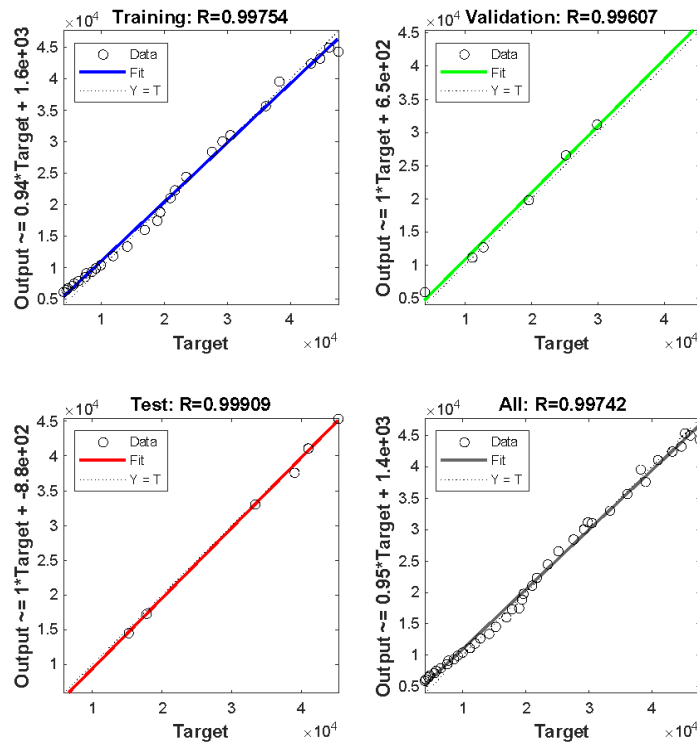 Training: R=0.99754
×10⁴
Output ~= 0.94*Target + 1.6e+03
4.5
4
3.5
3
2.5
2
1.5
1
0.5
Data
Fit
Y = T
1 2 3 4
Target
×10⁴
Validation: R=0.99607
×10⁴
Output ~= 1*Target + 6.5e+02
4.5
4
3.5
3
2.5
2
1.5
1
0.5
Data
Fit
Y = T
1 2 3 4
Target
×10⁴
Test: R=0.99909
×10⁴
Output ~= 1*Target + -8.8e+02
4.5
4
3.5
3
2.5
2
1.5
1
Data
Fit
Y = T
1 2 3 4
Target
×10⁴
All: R=0.99742
×10⁴
Output ~= 0.95*Target + 1.4e+03
4.5
4
3.5
3
2.5
2
1.5
1
0.5
Data
Fit
Y = T
1 2 3 4
Target
×10⁴